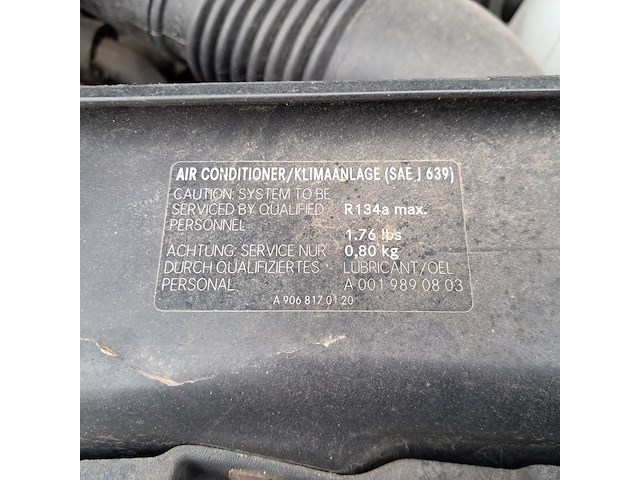 AIR CONDITIONER/KLIMAANLAGE (SAE J 639)
CAUTION: SYSTEM TO BE
SERVICED BY QUALIFIED
PERSONNEL
R134a max.
1.76 lbs
0,80 kg
ACHTUNG: SERVICE NUR
DURCH QUALIFIZIERTES
PERSONAL
LUBRICANT/OEL
A 001 989 08 03
A 906 817 01 20